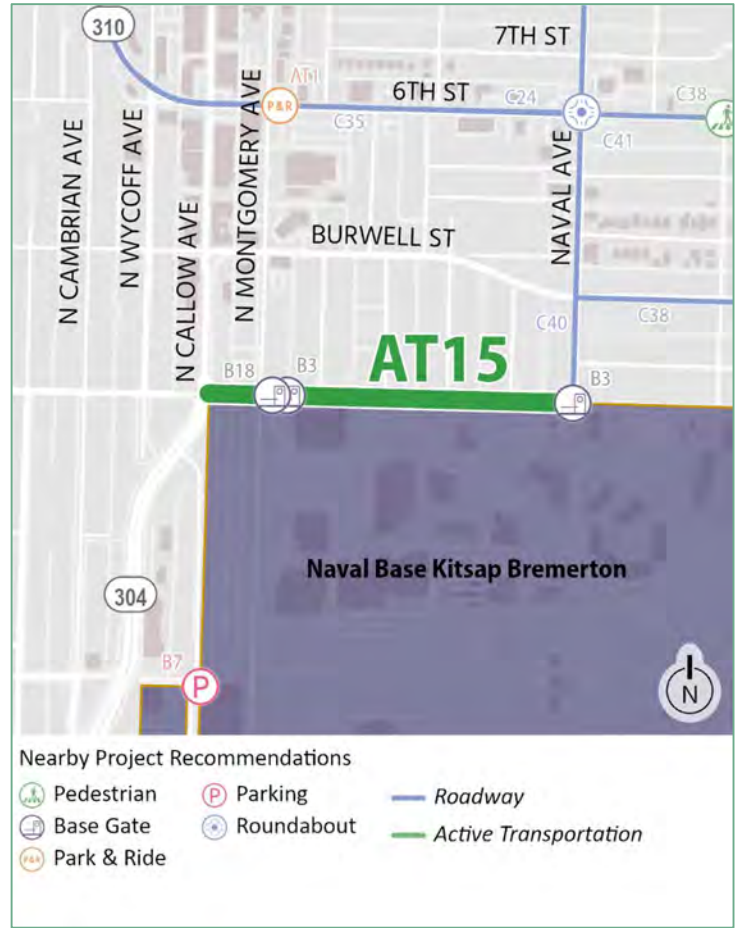 310
7TH ST
AT1
6TH ST
C24
C38
P&R
C35
C41
N CAMBRIAN AVE
N WYCOFF AVE
N CALLOW AVE
N MONTGOMERY AVE
NAVAL AVE
BURWELL ST
C40
C38
AT15
B18
B3
B3
Naval Base Kitsap Bremerton
304
B7
P
N
Nearby Project Recommendations
Pedestrian
P Parking
Roadway
Base Gate
Roundabout
Active Transportation
P&R Park & Ride